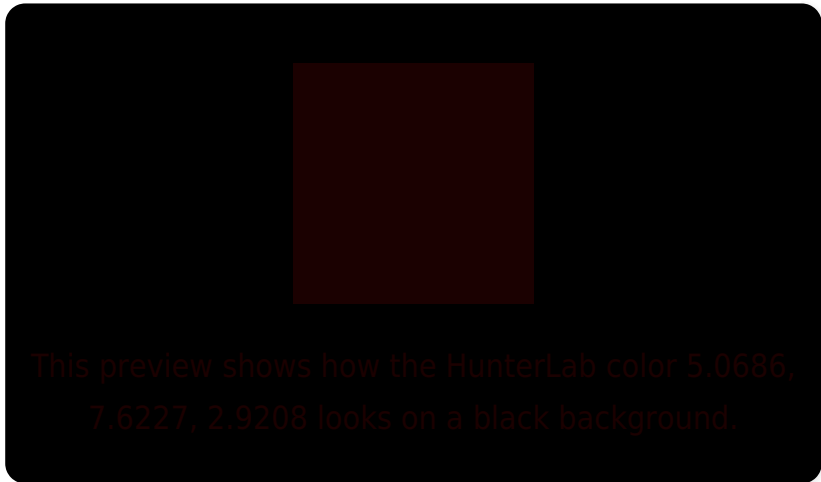 This preview shows how the HunterLab color 5.0686,
7.6227, 2.9208 looks on a black background.